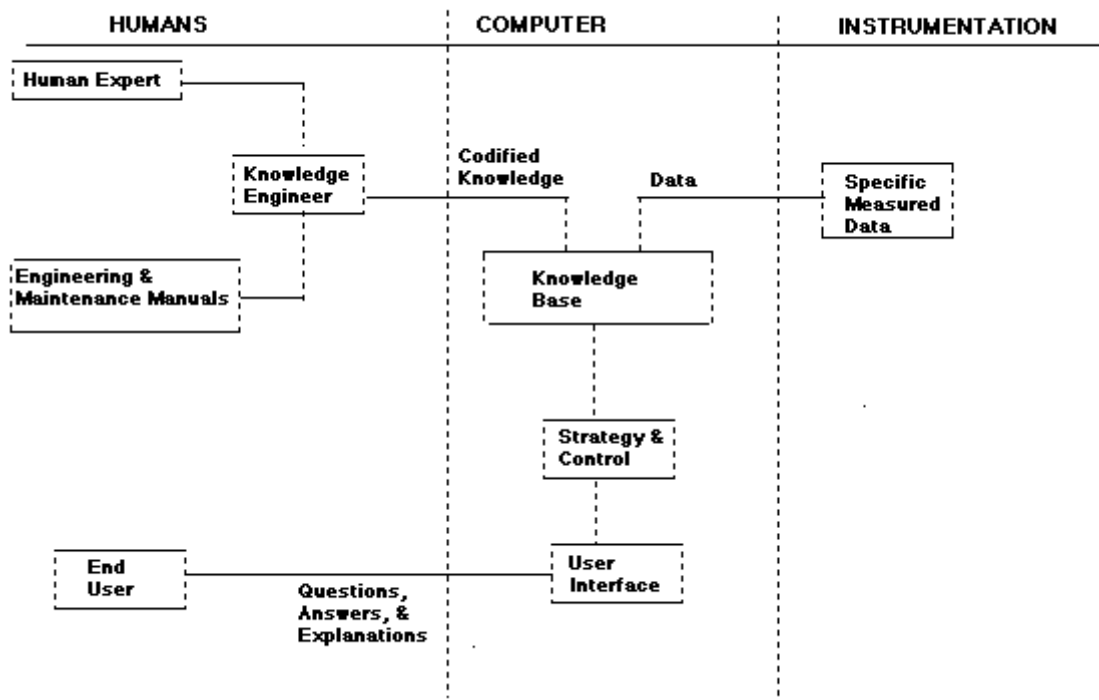 HUMANS
COMPUTER
INSTRUMENTATION
Human Expert
Knowledge
Engineer
Codified
Knowledge
Data
Specific
Measured
Data
Engineering &
Maintenance Manuals
Knowledge
Base
Strategy &
Control
End
User
Questions,
Answers, &
Explanations
User
Interface